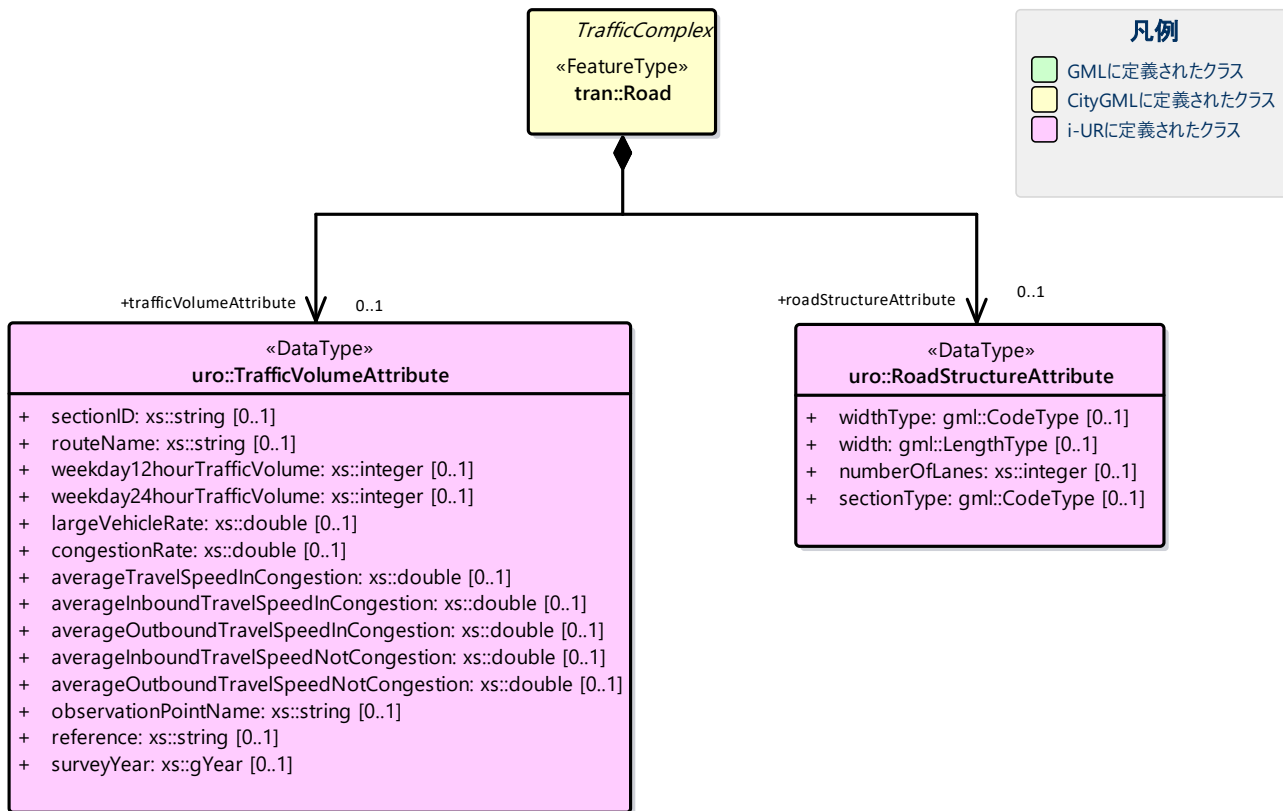 TrafficComplex
«FeatureType»
tran::Road
凡例
GMLに定義されたクラス
CityGMLに定義されたクラス
i-URに定義されたクラス
+trafficVolumeAttribute
0..1
+roadStructureAttribute
0..1
«DataType»
uro::TrafficVolumeAttribute
+ sectionID: xs::string [0..1]
+ routeName: xs::string [0..1]
+ weekday12hourTrafficVolume: xs::integer [0..1]
+ weekday24hourTrafficVolume: xs::integer [0..1]
+ largeVehicleRate: xs::double [0..1]
+ congestionRate: xs::double [0..1]
+ averageTravelSpeedInCongestion: xs::double [0..1]
+ averageInboundTravelSpeedInCongestion: xs::double [0..1]
+ averageOutboundTravelSpeedInCongestion: xs::double [0..1]
+ averageInboundTravelSpeedNotCongestion: xs::double [0..1]
+ averageOutboundTravelSpeedNotCongestion: xs::double [0..1]
+ observationPointName: xs::string [0..1]
+ reference: xs::string [0..1]
+ surveyYear: xs::gYear [0..1]
«DataType»
uro::RoadStructureAttribute
+ widthType: gml::CodeType [0..1]
+ width: gml::LengthType [0..1]
+ numberOfLanes: xs::integer [0..1]
+ sectionType: gml::CodeType [0..1]